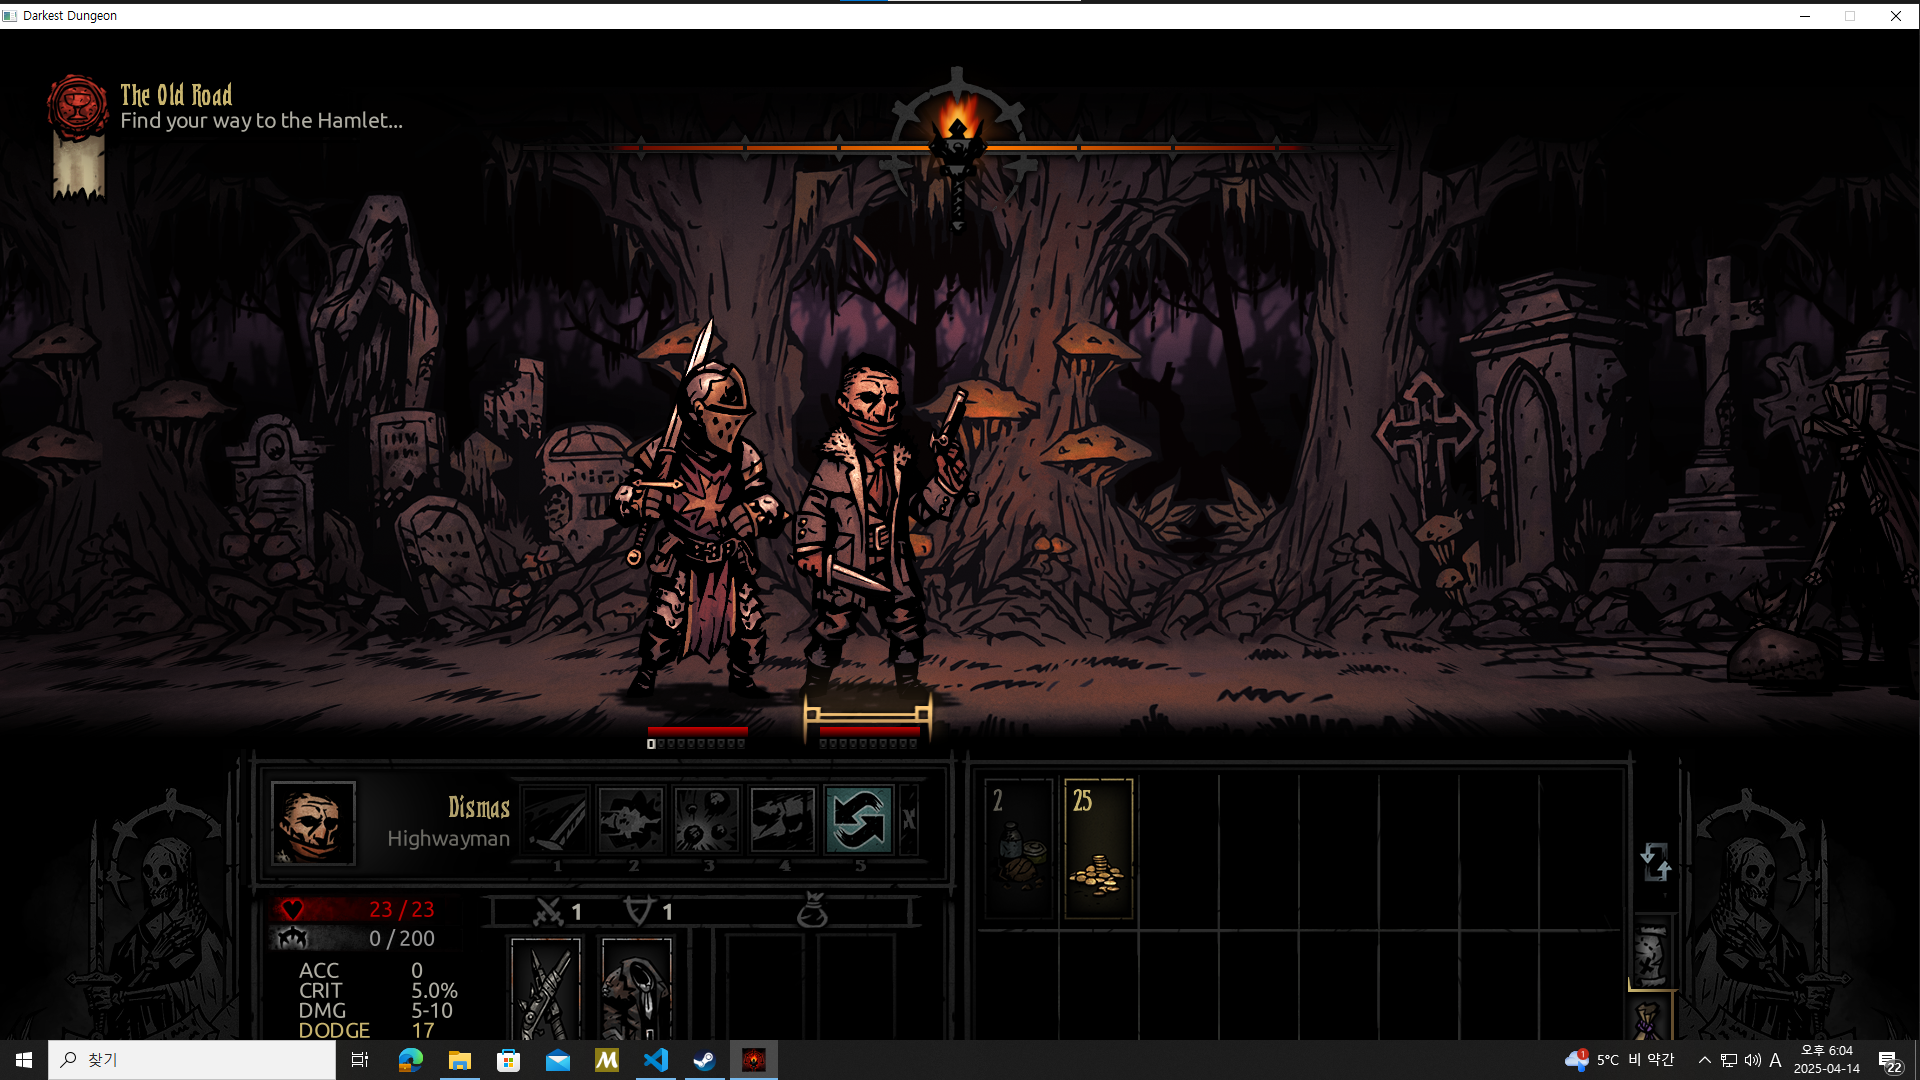 Darkest Dungeon
The Old Road
Find your way to the Hamlet...
Dismas
Highwayman
1 2 3 4 5
2
25
23 / 23
0 / 200
1
1
ACC 0
CRIT 5.0%
DMG 5-10
DODGE 17
찾기
1
5°C 비 약간
A
오후 6:04
2025-04-14
22